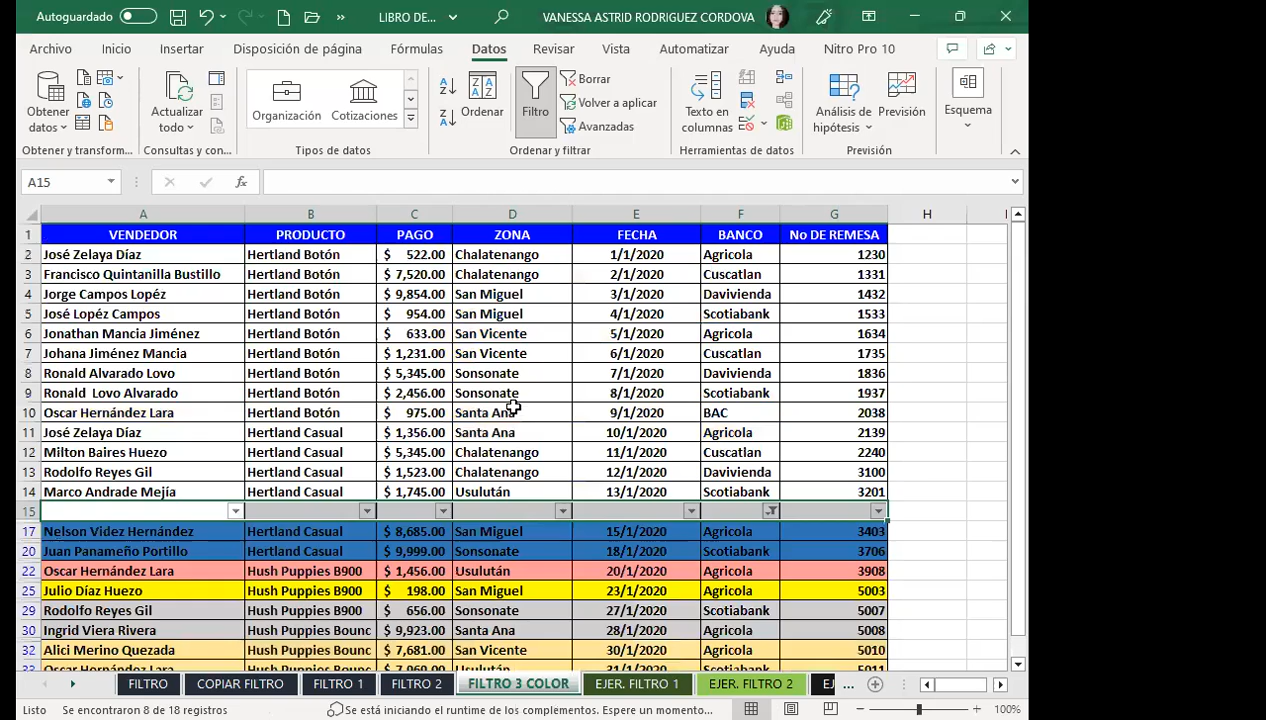 Autoguardado
LIBRO DE...
VANESSA ASTRID RODRIGUEZ CORDOVA
Archivo Inicio Insertar Disposición de página Fórmulas Datos Revisar Vista Automatizar Ayuda Nitro Pro 10
Obtener datos
Actualizar todo
Organización Cotizaciones
Ordenar
Filtro
Borrar
Volver a aplicar
Avanzadas
Texto en columnas
Análisis de hipótesis
Previsión
Esquema
Obtener y transform... Consultas y con... Tipos de datos Ordenar y filtrar Herramientas de datos Previsión
A15 fx
A B C D E F G H I
1 VENDEDOR PRODUCTO PAGO ZONA FECHA BANCO No DE REMESA
2 José Zelaya Díaz Hertland Botón $ 522.00 Chalatenango 1/1/2020 Agricola 1230
3 Francisco Quintanilla Bustillo Hertland Botón $ 7,520.00 Chalatenango 2/1/2020 Cuscatlan 1331
4 Jorge Campos Lopéz Hertland Botón $ 9,854.00 San Miguel 3/1/2020 Davivienda 1432
5 José Lopéz Campos Hertland Botón $ 954.00 San Miguel 4/1/2020 Scotiabank 1533
6 Jonathan Mancia Jiménez Hertland Botón $ 633.00 San Vicente 5/1/2020 Agricola 1634
7 Johana Jiménez Mancia Hertland Botón $ 1,231.00 San Vicente 6/1/2020 Cuscatlan 1735
8 Ronald Alvarado Lovo Hertland Botón $ 5,345.00 Sonsonate 7/1/2020 Davivienda 1836
9 Ronald Lovo Alvarado Hertland Botón $ 2,456.00 Sonsonate 8/1/2020 Scotiabank 1937
10 Oscar Hernández Lara Hertland Botón $ 975.00 Santa Ana 9/1/2020 BAC 2038
11 José Zelaya Díaz Hertland Casual $ 1,356.00 Santa Ana 10/1/2020 Agricola 2139
12 Milton Baires Huezo Hertland Casual $ 5,345.00 Chalatenango 11/1/2020 Cuscatlan 2240
13 Rodolfo Reyes Gil Hertland Casual $ 1,523.00 Chalatenango 12/1/2020 Davivienda 3100
14 Marco Andrade Mejía Hertland Casual $ 1,745.00 Usulután 13/1/2020 Scotiabank 3201
15
17 Nelson Videz Hernández Hertland Casual $ 8,685.00 San Miguel 15/1/2020 Agricola 3403
20 Juan Panameño Portillo Hertland Casual $ 9,999.00 Sonsonate 18/1/2020 Scotiabank 3706
22 Oscar Hernández Lara Hush Puppies B900 $ 1,456.00 Usulután 20/1/2020 Agricola 3908
25 Julio Díaz Huezo Hush Puppies B900 $ 198.00 San Miguel 23/1/2020 Agricola 5003
29 Rodolfo Reyes Gil Hush Puppies B900 $ 656.00 Sonsonate 27/1/2020 Scotiabank 5007
30 Ingrid Viera Rivera Hush Puppies Bounc $ 9,923.00 Santa Ana 28/1/2020 Agricola 5008
32 Alici Merino Quezada Hush Puppies Bounc $ 7,681.00 San Vicente 30/1/2020 Agricola 5010
33 Oscar Hernández Lara Hush Puppies Bounc $ 7,969.00 Usulután 31/1/2020 Scotiabank 5011
FILTRO COPIAR FILTRO FILTRO 1 FILTRO 2 FILTRO 3 COLOR EJER. FILTRO 1 EJER. FILTRO 2 EJ ...
Listo Se encontraron 8 de 18 registros Se está iniciando el runtime de los complementos. Espere un momento... 100%